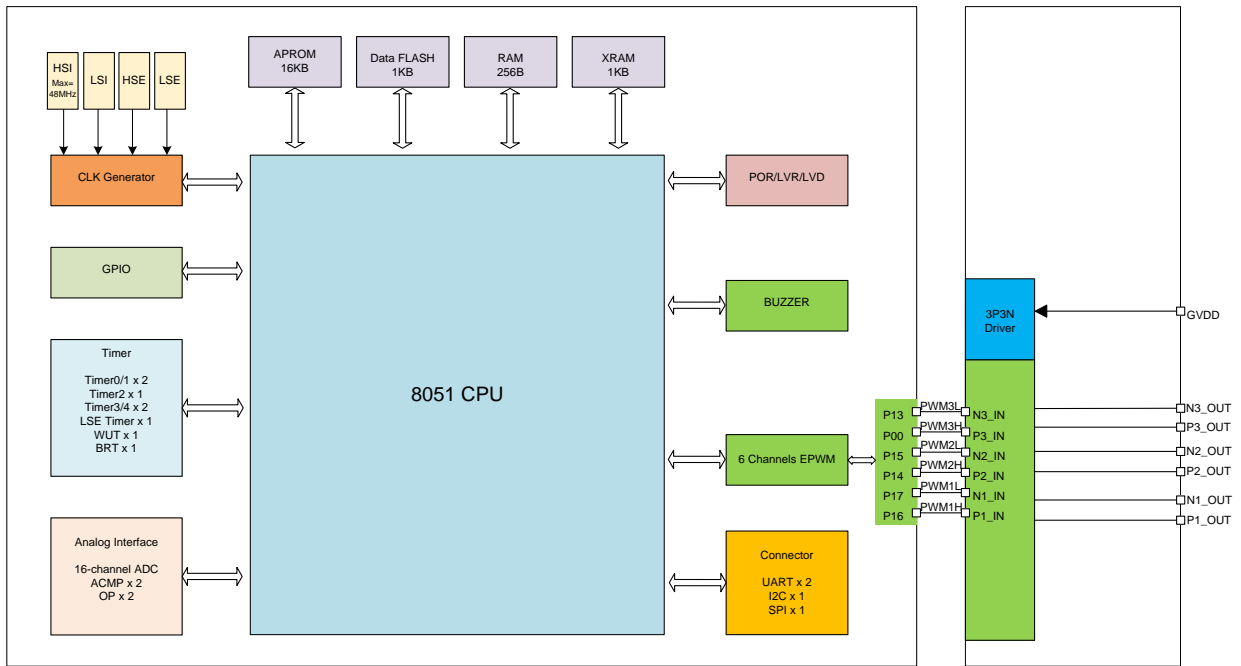 HSI
Max=
48MHz
LSI
HSE
LSE
APROM
16KB
Data FLASH
1KB
RAM
256B
XRAM
1KB
CLK Generator
POR/LVR/LVD
GPIO
BUZZER
3P3N
Driver
GVDD
Timer
Timer0/1 x 2
Timer2 x 1
Timer3/4 x 2
LSE Timer x 1
WUT x 1
BRT x 1
8051 CPU
6 Channels EPWM
P13
PWM3L
N3_IN
N3_OUT
P00
PWM3H
P3_IN
P3_OUT
P15
PWM2L
N2_IN
N2_OUT
P14
PWM2H
P2_IN
P2_OUT
P17
PWM1L
N1_IN
N1_OUT
P16
PWM1H
P1_IN
P1_OUT
Analog Interface
16-channel ADC
ACMP x 2
OP x 2
Connector
UART x 2
I2C x 1
SPI x 1